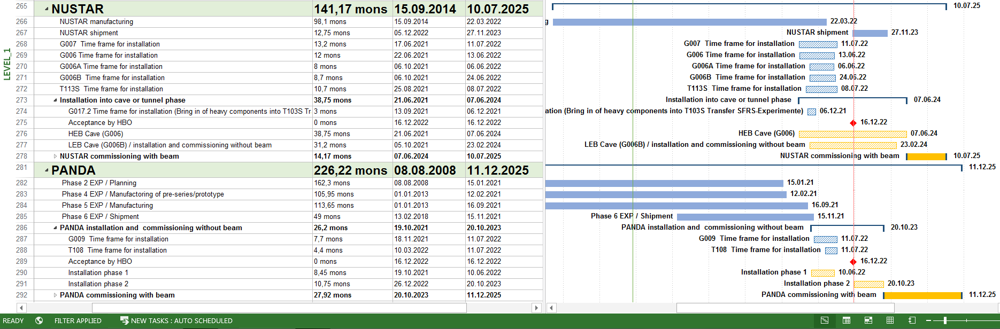 LEVEL_1
265 NUSTAR 141,17 mons 15.09.2014 10.07.2025 10.07.25
266 NUSTAR manufacturing 98,1 mons 15.09.2014 22.03.2022 g 22.03.22
267 NUSTAR shipment 12,75 mons 05.12.2022 27.11.2023 NUSTAR shipment 27.11.23
268 G007  Time frame for installation 13,2 mons 17.06.2021 11.07.2022 G007  Time frame for installation 11.07.22
269 G006 Time frame for installation 12 mons 22.06.2021 13.06.2022 G006 Time frame for installation 13.06.22
270 G006A Time frame for installation 8 mons 06.10.2021 06.06.2022 G006A Time frame for installation 06.06.22
271 G006B  Time frame for installation 8,7 mons 06.10.2021 24.06.2022 G006B  Time frame for installation 24.06.22
272 T113S  Time frame for installation 10,7 mons 25.08.2021 08.07.2022 T113S  Time frame for installation 08.07.22
273 Installation into cave or tunnel phase 38,75 mons 21.06.2021 07.06.2024 Installation into cave or tunnel phase 07.06.24
274 G017.2 Time frame for installation (Bring in of heavy components into T103S Tr 3 mons 13.09.2021 06.12.2021 ation (Bring in of heavy components into T103S Transfer SFRS-Experimente) 06.12.21
275 Acceptance by HBO 0 mons 16.12.2022 16.12.2022 16.12.22
276 HEB Cave (G006) 38,75 mons 21.06.2021 07.06.2024 HEB Cave (G006) 07.06.24
277 LEB Cave (G006B) / installation and commissioning without beam 31,2 mons 05.10.2021 23.02.2024 LEB Cave (G006B) / installation and commissioning without beam 23.02.24
278 NUSTAR commissioning with beam 14,17 mons 07.06.2024 10.07.2025 NUSTAR commissioning with beam 10.07.25
281 PANDA 226,22 mons 08.08.2008 11.12.2025 11.12.25
282 Phase 2 EXP / Planning 162,3 mons 08.08.2008 15.01.2021 15.01.21
283 Phase 4 EXP / Manufactoring of pre-series/prototype 105,95 mons 01.01.2013 12.02.2021 12.02.21
284 Phase 5 EXP / Manufacturing 113,65 mons 01.01.2013 16.09.2021 16.09.21
285 Phase 6 EXP / Shipment 49 mons 13.02.2018 15.11.2021 Phase 6 EXP / Shipment 15.11.21
286 PANDA installation and  commissioning without beam 26,2 mons 19.10.2021 20.10.2023 PANDA installation and  commissioning without beam 20.10.23
287 G009  Time frame for installation 7,7 mons 18.11.2021 11.07.2022 G009  Time frame for installation 11.07.22
288 T108  Time frame for installation 4,4 mons 10.03.2022 11.07.2022 T108  Time frame for installation 11.07.22
289 Acceptance by HBO 0 mons 16.12.2022 16.12.2022 16.12.22
290 Installation phase 1 8,45 mons 19.10.2021 10.06.2022 Installation phase 1 10.06.22
291 Installation phase 2 10,75 mons 26.12.2022 20.10.2023 Installation phase 2 20.10.23
292 PANDA commissioning with beam 27,92 mons 20.10.2023 11.12.2025 PANDA commissioning with beam 11.12.25
READY FILTER APPLIED NEW TASKS : AUTO SCHEDULED